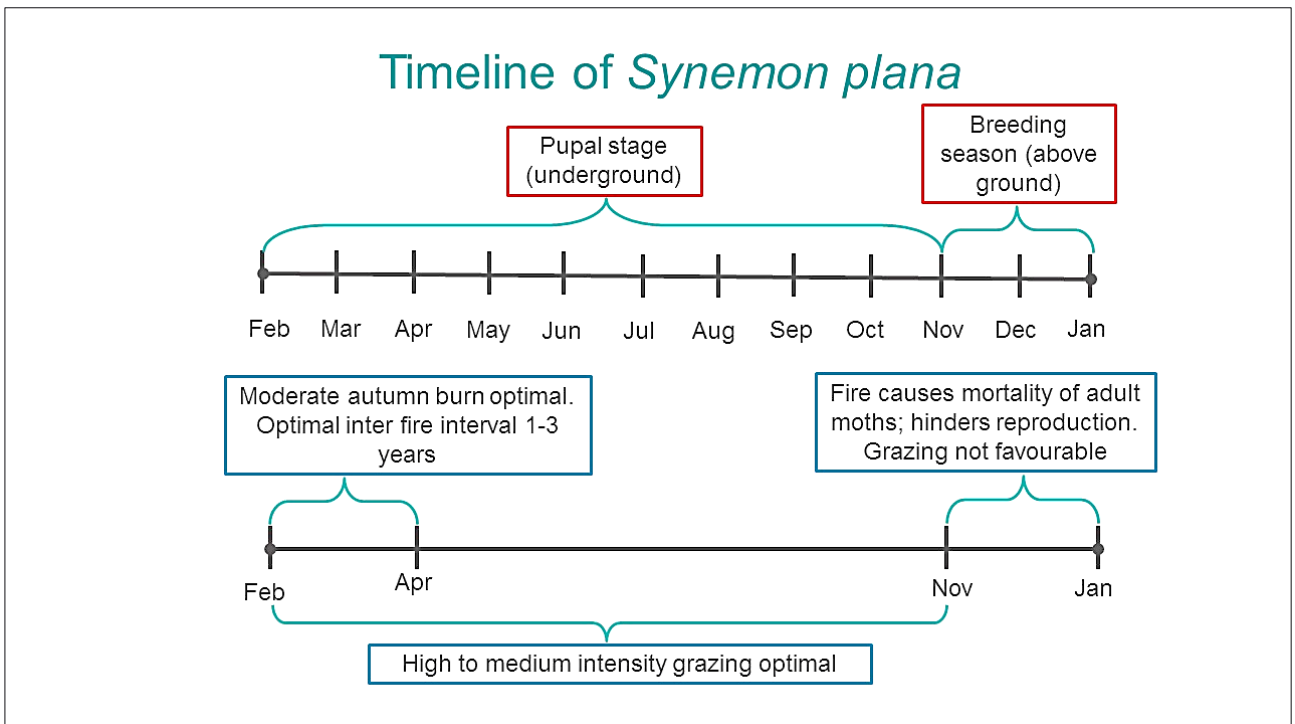 Timeline of Synemon plana
Pupal stage
(underground)
Breeding
season (above
ground)
Feb Mar Apr May Jun Jul Aug Sep Oct Nov Dec Jan
Moderate autumn burn optimal.
Optimal inter fire interval 1-3
years
Fire causes mortality of adult
moths; hinders reproduction.
Grazing not favourable
Feb Apr Nov Jan
High to medium intensity grazing optimal